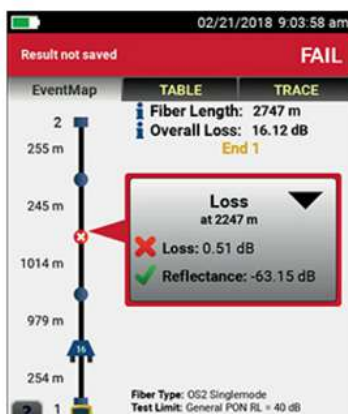 02/21/2018 9:03:58 am
Result not saved
FAIL
EventMap
TABLE
TRACE
Fiber Length: 2747 m
Overall Loss: 16.12 dB
End 1
2
255 m
245 m
1014 m
979 m
16
254 m
2 1
Loss
at 2247 m
Loss: 0.51 dB
Reflectance: -63.15 dB
Fiber Type: OS2 Singlemode
Test Limit: General PON RL = 40 dB